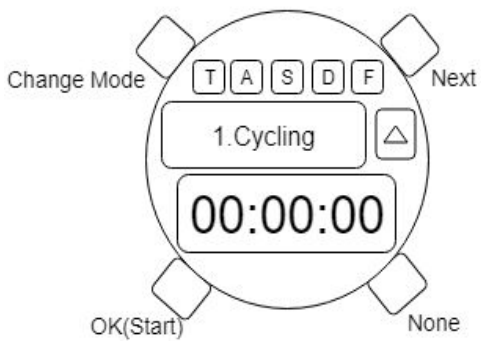 T A S D F
Change Mode
Next
1.Cycling
00:00:00
OK(Start)
None